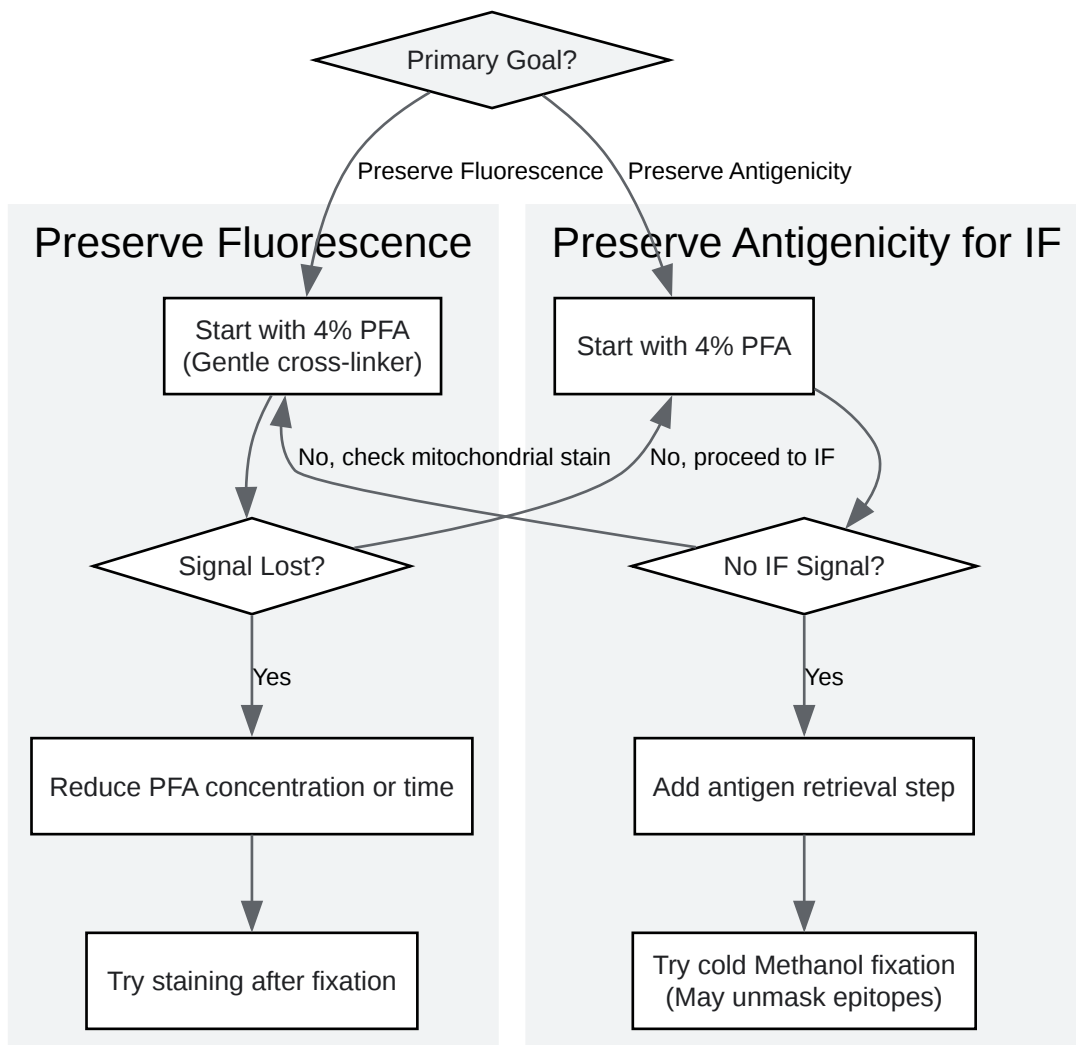 Primary Goal?
Preserve Fluorescence
Preserve Antigenicity
Preserve Fluorescence
Preserve Antigenicity for IF
Start with 4% PFA
(Gentle cross-linker)
Start with 4% PFA
No, check mitochondrial stain
No, proceed to IF
Signal Lost?
No IF Signal?
Yes
Yes
Reduce PFA concentration or time
Add antigen retrieval step
Try staining after fixation
Try cold Methanol fixation
(May unmask epitopes)